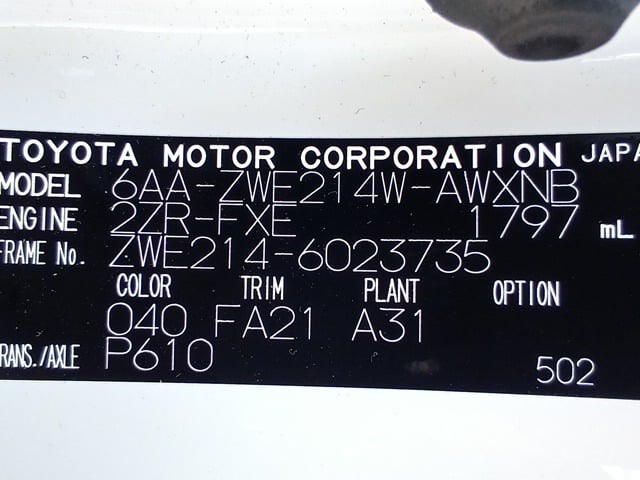 TOYOTA MOTOR CORPORATION JAPA
MODEL 6AA-ZWE214W-AWXNB
ENGINE 2ZR-FXE 1797 mL
FRAME No. ZWE214-6023735
COLOR TRIM PLANT OPTION
040 FA21 A31
RANS./AXLE P610
502